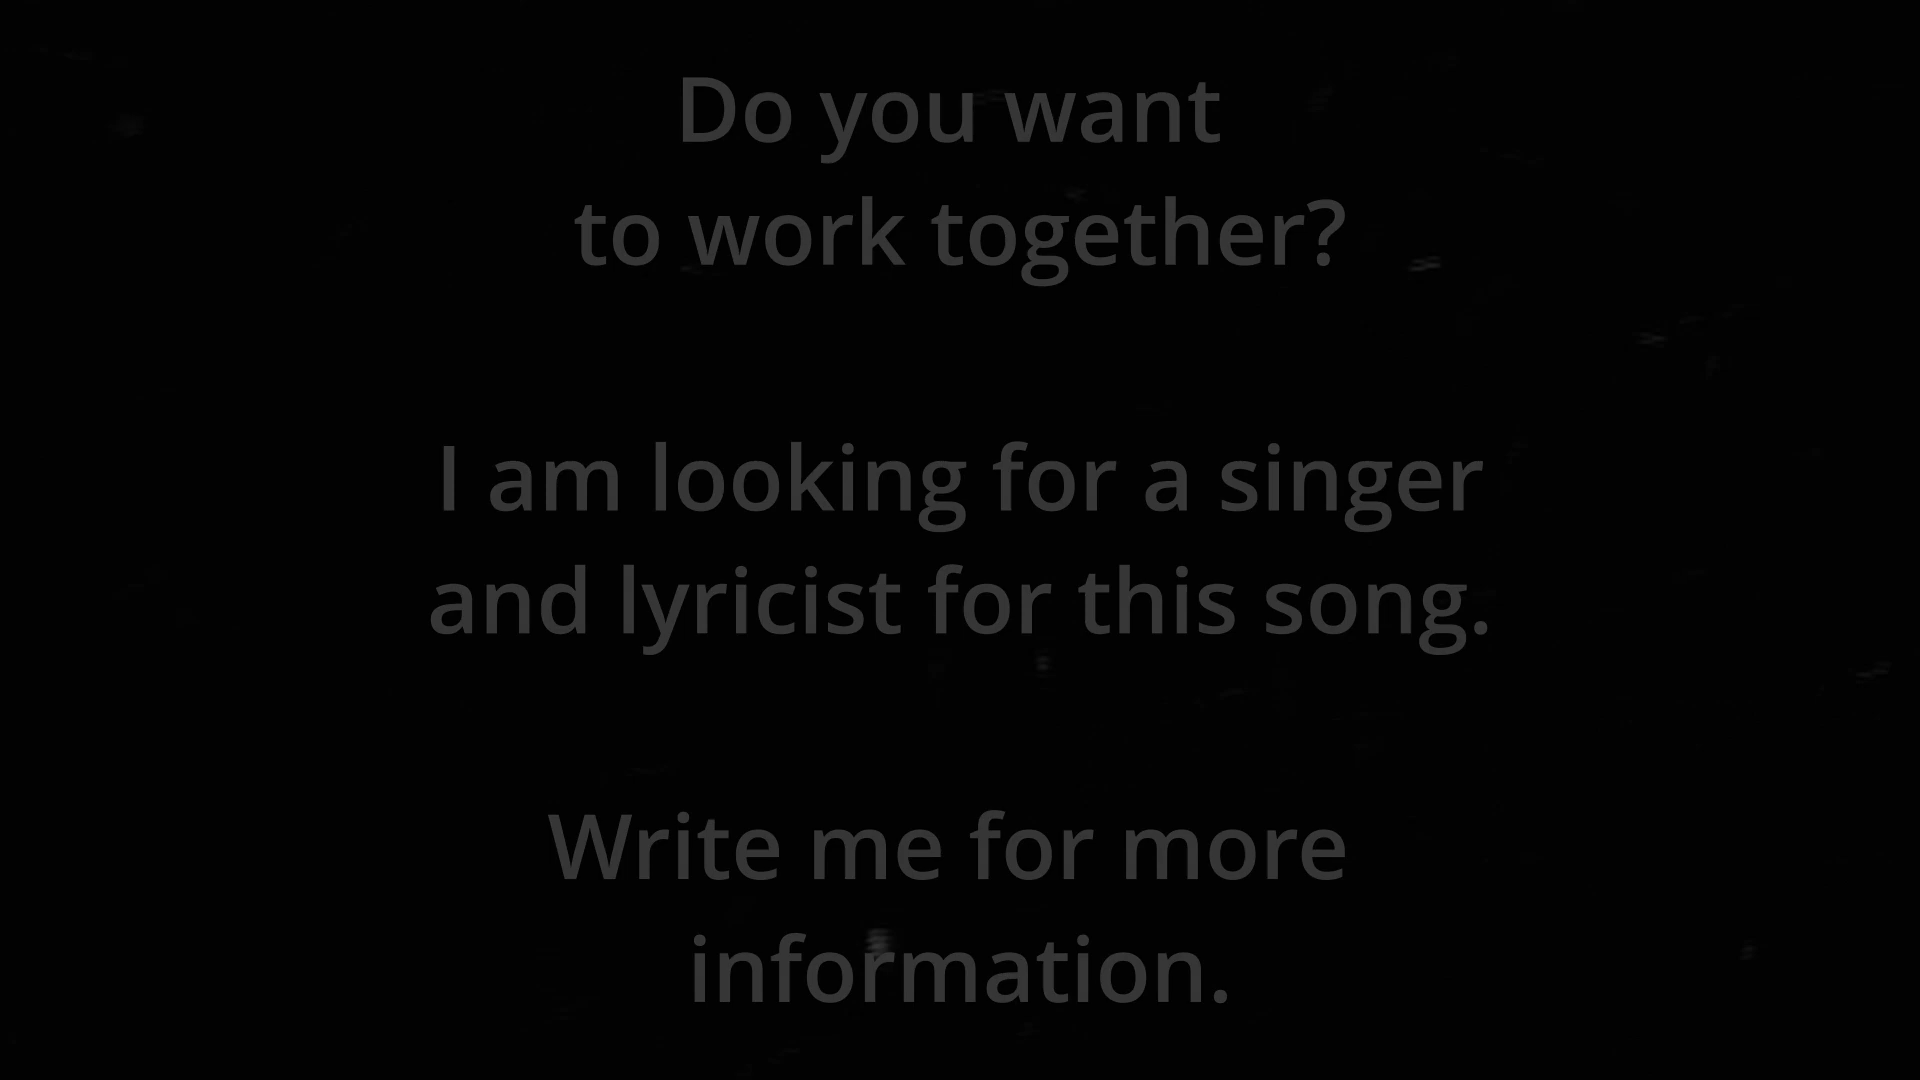 Do you want
to work together?
I am looking for a singer
and lyricist for this song.
Write me for more
information.